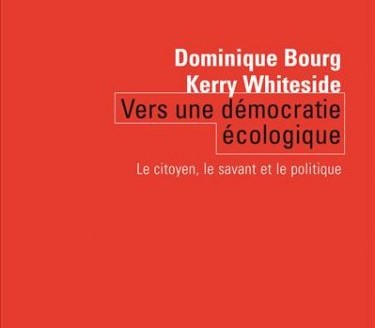 Dominique Bourg
Kerry Whiteside
Vers une démocratie
écologique
Le citoyen, le savant et le politique